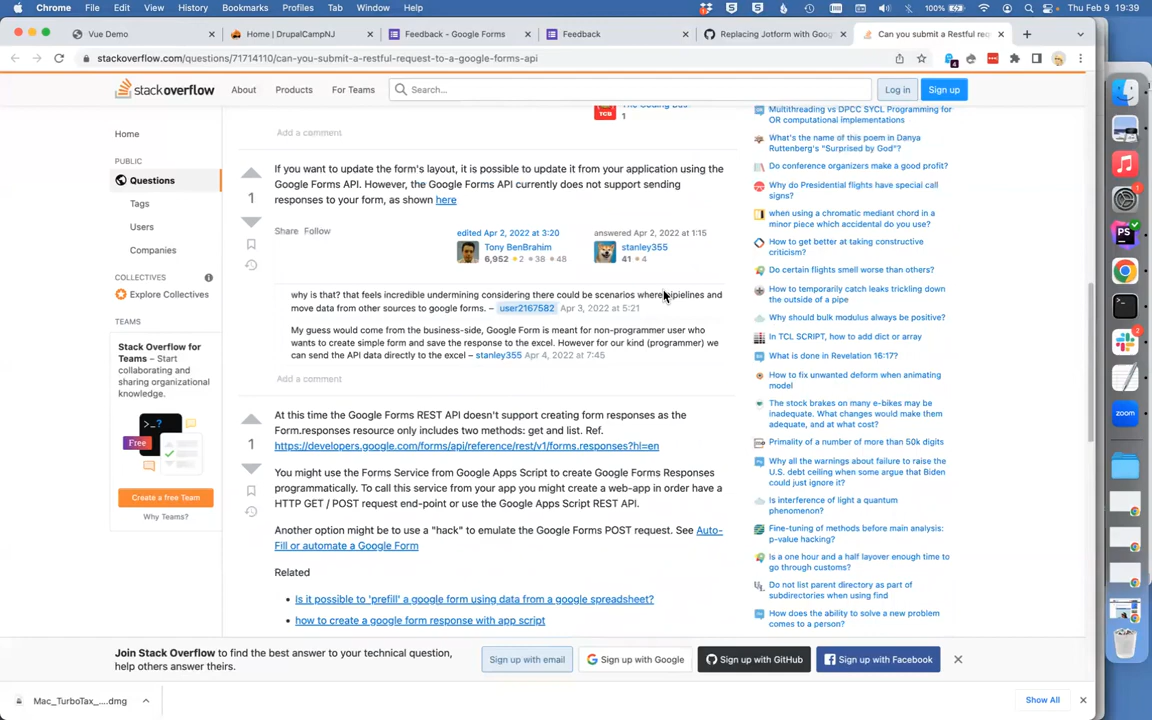 Chrome File Edit View History Bookmarks Profiles Tab Window Help 100% Thu Feb 9 19:39
Vue Demo
Home | DrupalCampNJ
Feedback - Google Forms
Feedback
Replacing Jotform with Goog
Can you submit a Restful req
stackoverflow.com/questions/71714110/can-you-submit-a-restful-request-to-a-google-forms-api
4
stackoverflow About Products For Teams Search... Log in Sign up
Home
PUBLIC
Questions
Tags
Users
Companies
COLLECTIVES
Explore Collectives
TEAMS
Stack Overflow for
Teams – Start
collaborating and
sharing organizational
knowledge.
Free
Create a free Team
Why Teams?
TCB
1
Add a comment
1
If you want to update the form's layout, it is possible to update it from your application using the
Google Forms API. However, the Google Forms API currently does not support sending
responses to your form, as shown here
Share Follow
edited Apr 2, 2022 at 3:20
Tony BenBrahim
6,952 2 38 48
answered Apr 2, 2022 at 1:15
stanley355
41 4
why is that? that feels incredible undermining considering there could be scenarios where pipielines and
move data from other sources to google forms. – user2167582 Apr 3, 2022 at 5:21
My guess would come from the business-side, Google Form is meant for non-programmer user who
wants to create simple form and save the response to the excel. However for our kind (programmer) we
can send the API data directly to the excel – stanley355 Apr 4, 2022 at 7:45
Add a comment
1
At this time the Google Forms REST API doesn't support creating form responses as the
Form.responses resource only includes two methods: get and list. Ref.
https://developers.google.com/forms/api/reference/rest/v1/forms.responses?hl=en
You might use the Forms Service from Google Apps Script to create Google Forms Responses
programmatically. To call this service from your app you might create a web-app in order have a
HTTP GET / POST request end-point or use the Google Apps Script REST API.
Another option might be to use a "hack" to emulate the Google Forms POST request. See Auto-
Fill or automate a Google Form
Related
Is it possible to 'prefill' a google form using data from a google spreadsheet?
how to create a google form response with app script
Multithreading vs DPCC SYCL Programming for
OR computational implementations
What's the name of this poem in Danya
Ruttenberg's "Surprised by God"?
Do conference organizers make a good profit?
Why do Presidential flights have special call
signs?
when using a chromatic mediant chord in a
minor piece which accidental do you use?
How to get better at taking constructive
criticism?
Do certain flights smell worse than others?
How to temporarily catch leaks trickling down
the outside of a pipe
Why should bulk modulus always be positive?
In TCL SCRIPT, how to add dict or array
What is done in Revelation 16:17?
How to fix unwanted deform when animating
model
The stock brakes on many e-bikes may be
inadequate. What changes would make them
adequate, and at what cost?
Primality of a number of more than 50k digits
Why all the warnings about failure to raise the
U.S. debt ceiling when some argue that Biden
could just ignore it?
Is interference of light a quantum
phenomenon?
Fine-tuning of methods before main analysis:
p-value hacking?
Is a one hour and a half layover enough time to
go through customs?
Do not list parent directory as part of
subdirectories when using find
How does the ability to solve a new problem
comes to a person?
Join Stack Overflow to find the best answer to your technical question,
help others answer theirs.
Sign up with email
Sign up with Google
Sign up with GitHub
Sign up with Facebook
Mac_TurboTax_....dmg
Show All
1
PS
2
zoom